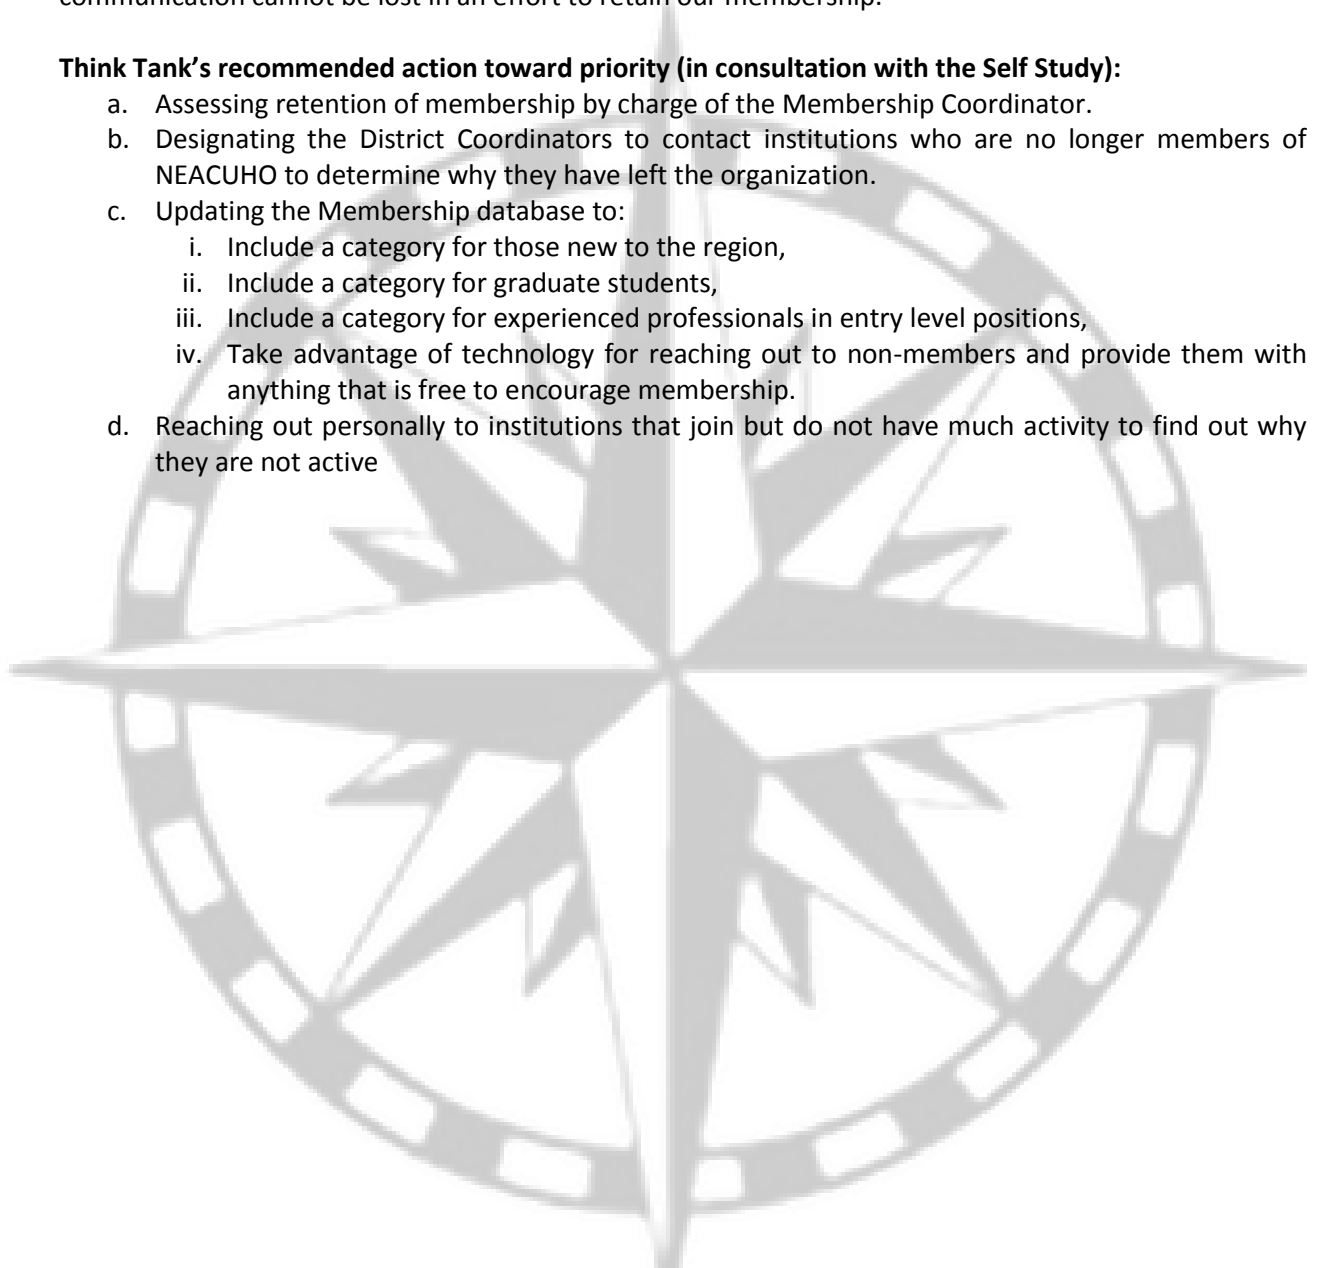 communication cannot be lost in an effort to retain our membership.
Think Tank's recommended action toward priority (in consultation with the Self Study):
a. Assessing retention of membership by charge of the Membership Coordinator.
b. Designating the District Coordinators to contact institutions who are no longer members of
NEACUHO to determine why they have left the organization.
c. Updating the Membership database to:
i. Include a category for those new to the region,
ii. Include a category for graduate students,
iii. Include a category for experienced professionals in entry level positions,
iv. Take advantage of technology for reaching out to non-members and provide them with
anything that is free to encourage membership.
d. Reaching out personally to institutions that join but do not have much activity to find out why
they are not active